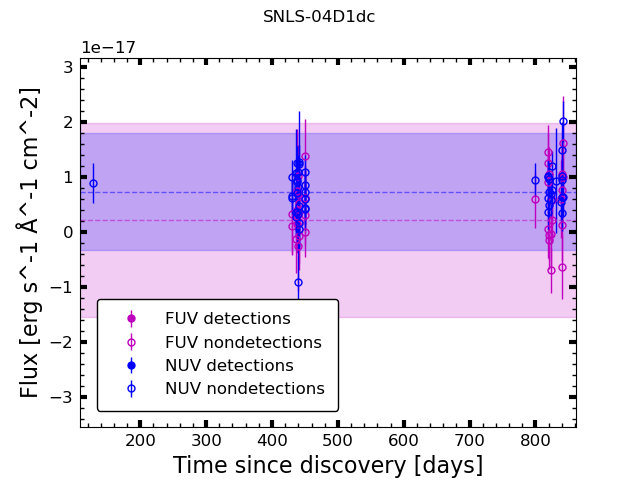 SNLS-04D1dc
1e−17
3
2
1
0
−1
−2
−3
Flux [erg s^-1 Å^-1 cm^-2]
FUV detections
FUV nondetections
NUV detections
NUV nondetections
200 300 400 500 600 700 800
Time since discovery [days]